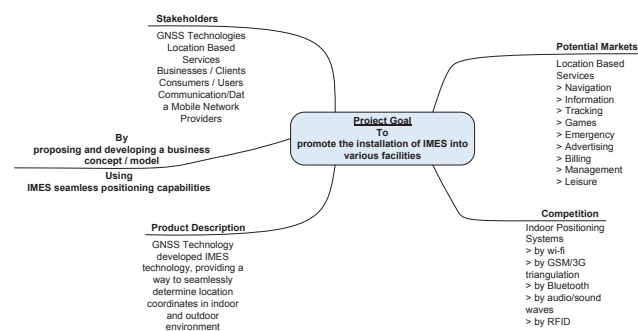 Stakeholders
GNSS Technologies
Location Based
Services
Businesses / Clients
Consumers / Users
Communication/Dat
a Mobile Network
Providers
By
proposing and developing a business
concept / model
Using
IMES seamless positioning capabilities
Product Description
GNSS Technology
developed IMES
technology, providing a
way to seamlessly
determine location
coordinates in indoor
and outdoor
environment
Project Goal
To
promote the installation of IMES into
various facilities
Potential Markets
Location Based
Services
> Navigation
> Information
> Tracking
> Games
> Emergency
> Advertising
> Billing
> Management
> Leisure
Competition
Indoor Positioning
Systems
> by wi-fi
> by GSM/3G
triangulation
> by Bluetooth
> by audio/sound
waves
> by RFID